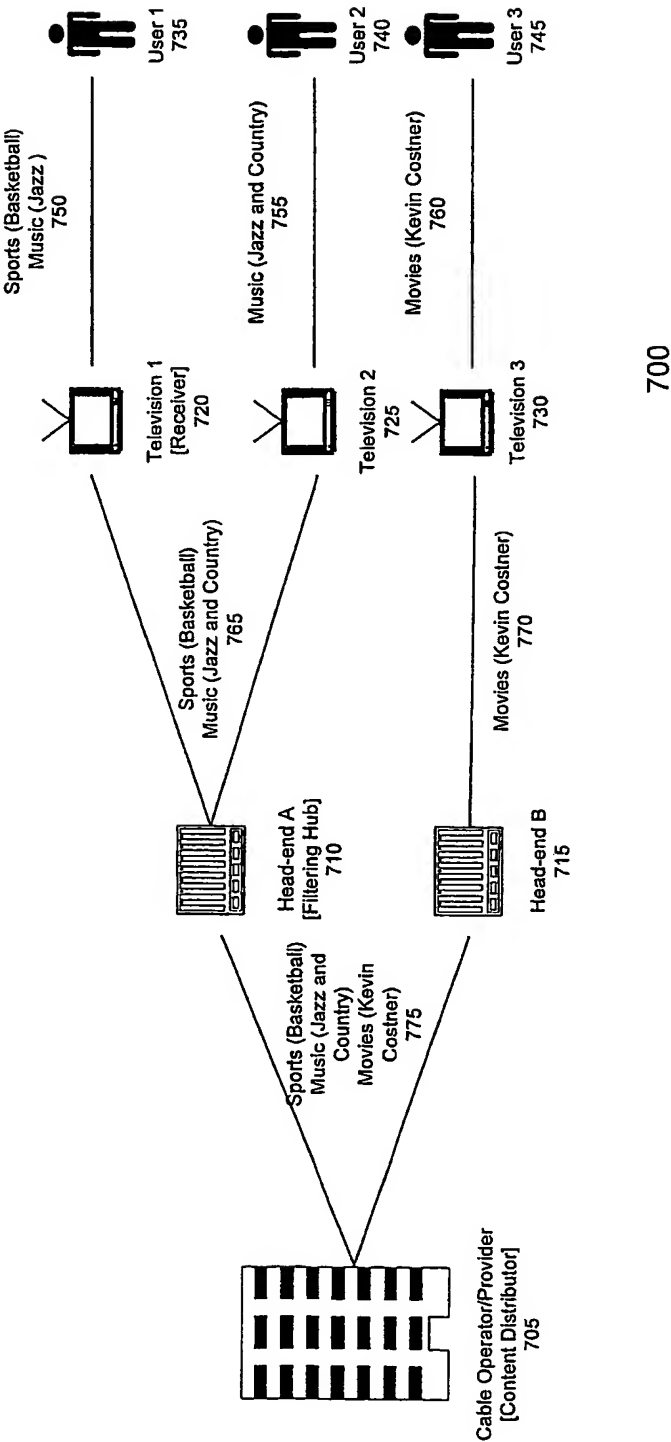 Sports (Basketball)
Music (Jazz )
750
User 1
735
Television 1
[Receiver]
720
Music (Jazz and Country)
755
User 2
740
Television 2
725
Movies (Kevin Costner)
760
User 3
745
Television 3
730
Sports (Basketball)
Music (Jazz and Country)
765
Movies (Kevin Costner)
770
Head-end A
[Filtering Hub]
710
Head-end B
715
Sports (Basketball)
Music (Jazz and
Country)
Movies (Kevin
Costner)
775
Cable Operator/Provider
[Content Distributor]
705
700